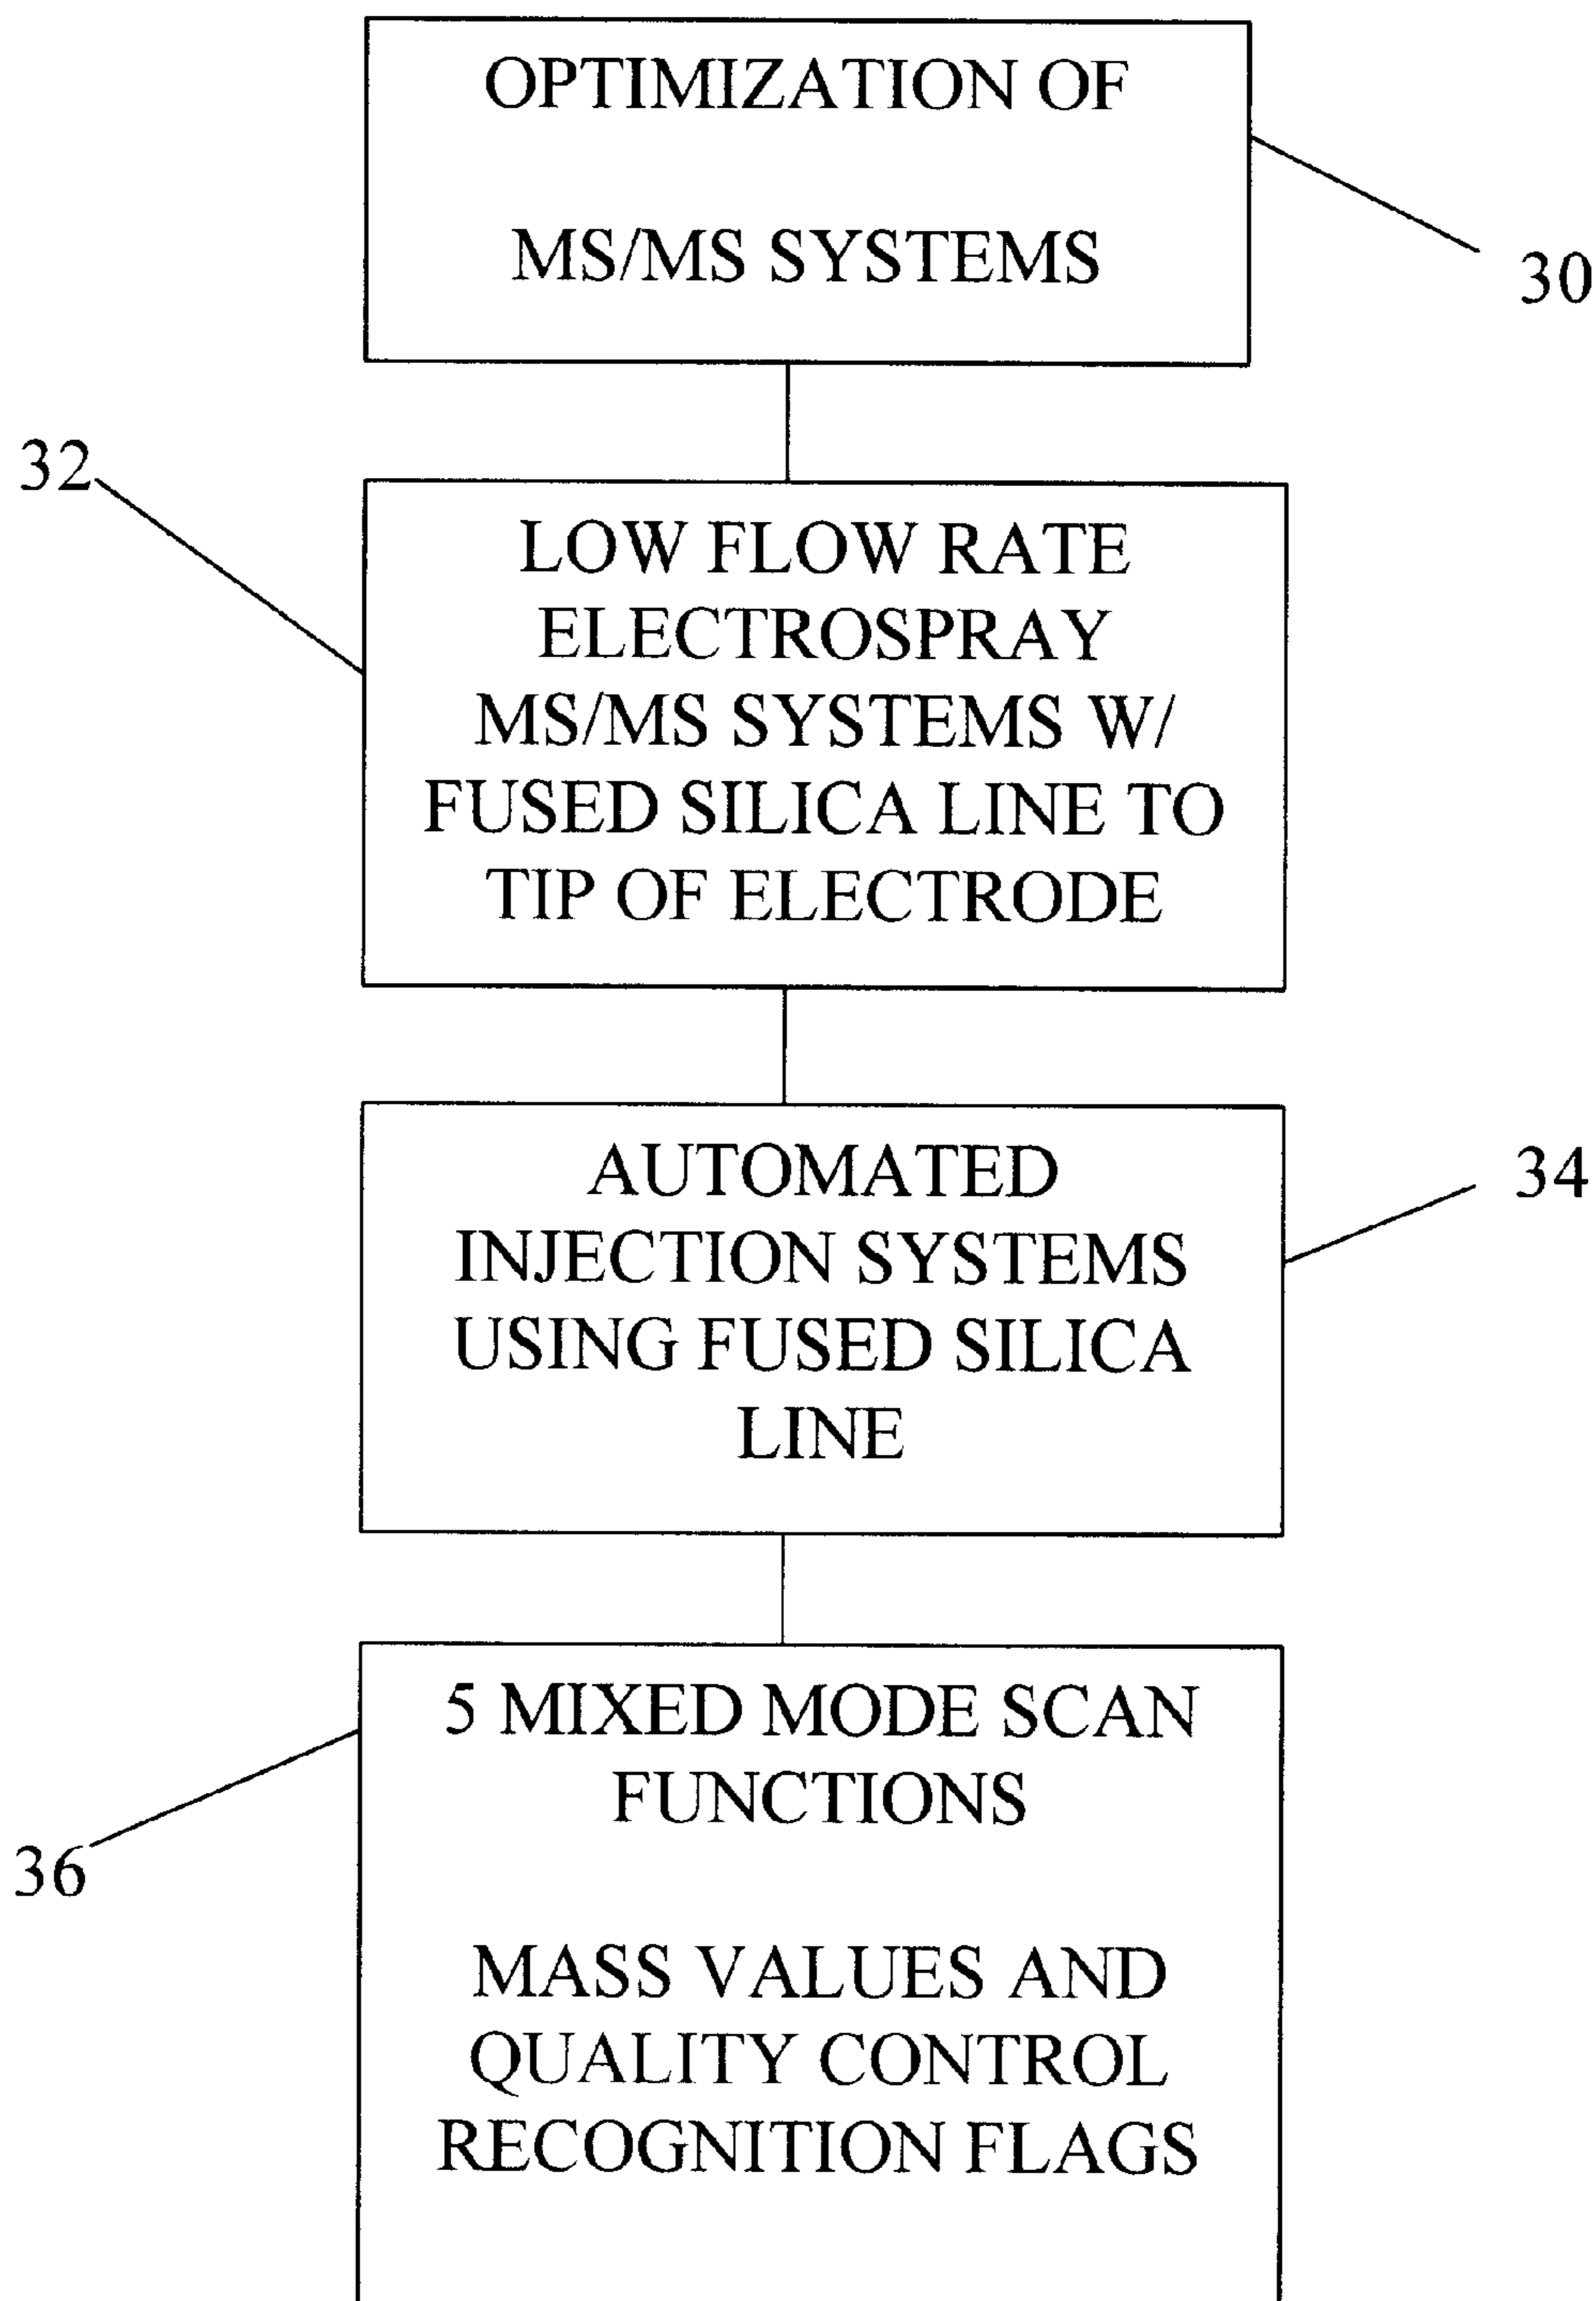 OPTIMIZATION OF
MS/MS SYSTEMS
30
32
LOW FLOW RATE
ELECTROSPRAY
MS/MS SYSTEMS W/
FUSED SILICA LINE TO
TIP OF ELECTRODE
AUTOMATED
INJECTION SYSTEMS
USING FUSED SILICA
LINE
34
5 MIXED MODE SCAN
FUNCTIONS
36
MASS VALUES AND
QUALITY CONTROL
RECOGNITION FLAGS